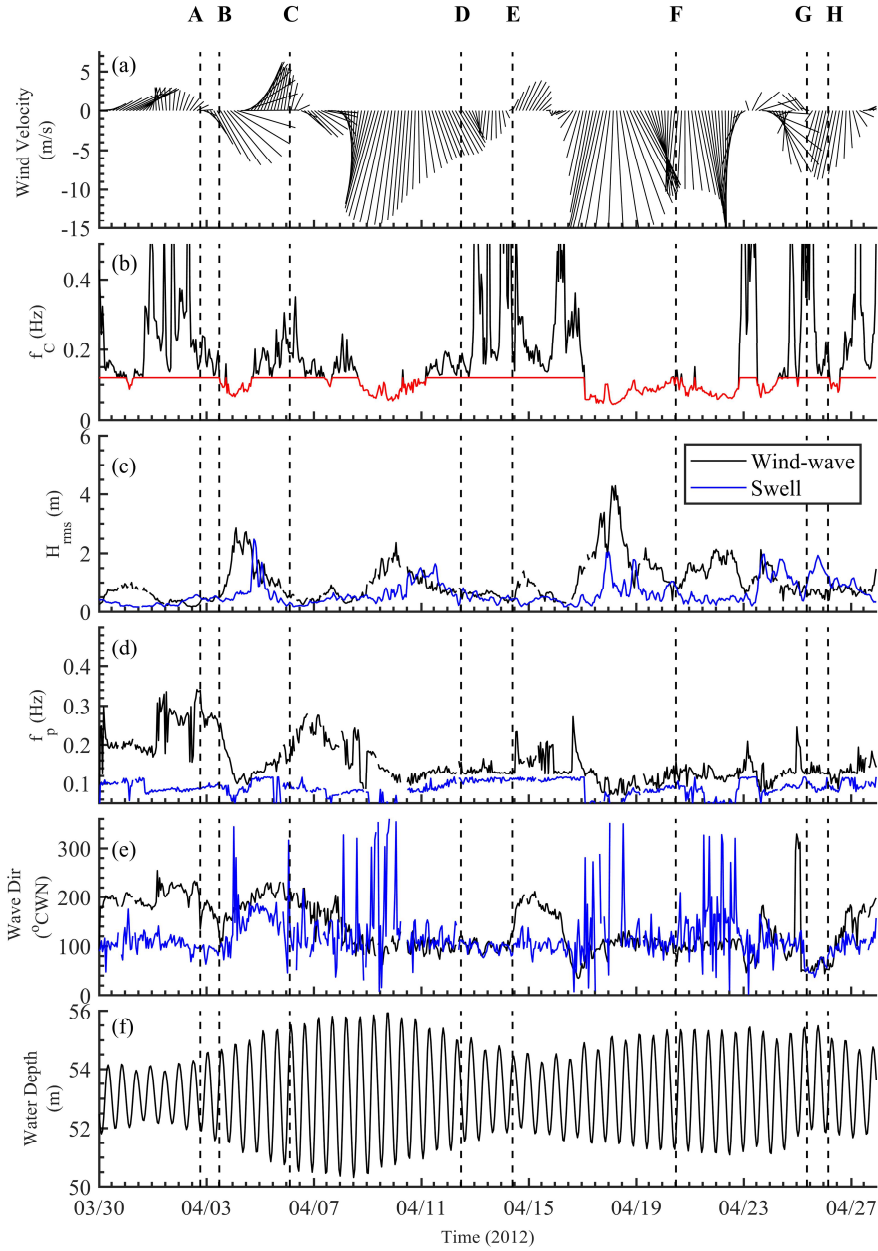 A B C D E F G H
(a)
5
0
-5
-10
-15
Wind Velocity
(m/s)
(b)
0.4
0.2
0
f_C (Hz)
(c)
6
4
2
0
H_rms (m)
Wind-wave
Swell
(d)
0.4
0.3
0.2
0.1
f_p (Hz)
(e)
300
200
100
0
Wave Dir
(°CWN)
(f)
56
54
52
50
Water Depth
(m)
03/30 04/03 04/07 04/11 04/15 04/19 04/23 04/27
Time (2012)